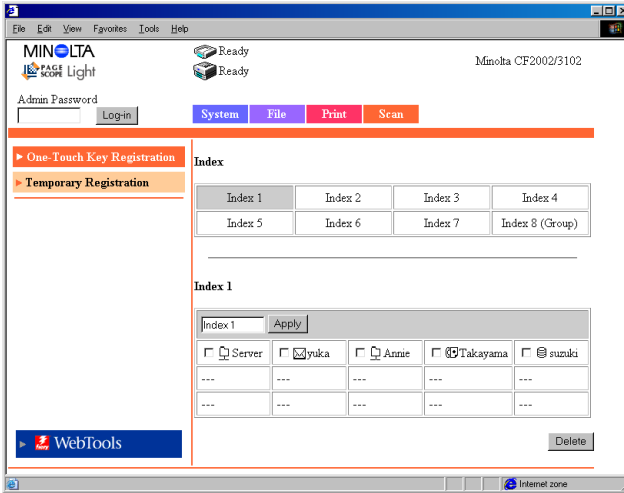 File Edit View Favorites Tools Help
MINOLTA
PAGE SCOPE Light
Ready
Ready
Minolta CF2002/3102
Admin Password
Log-in
System File Print Scan
One-Touch Key Registration
Temporary Registration
Index
Index 1 Index 2 Index 3 Index 4
Index 5 Index 6 Index 7 Index 8 (Group)
Index 1
Index 1 Apply
Server yuka Annie Takayama suzuki
--- --- --- --- ---
--- --- --- --- ---
WebTools
Delete
Internet zone